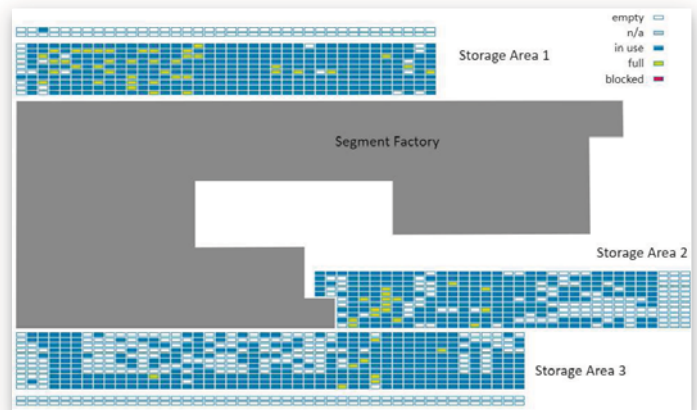 empty
n/a
in use
full
blocked
Storage Area 1
Segment Factory
Storage Area 2
Storage Area 3